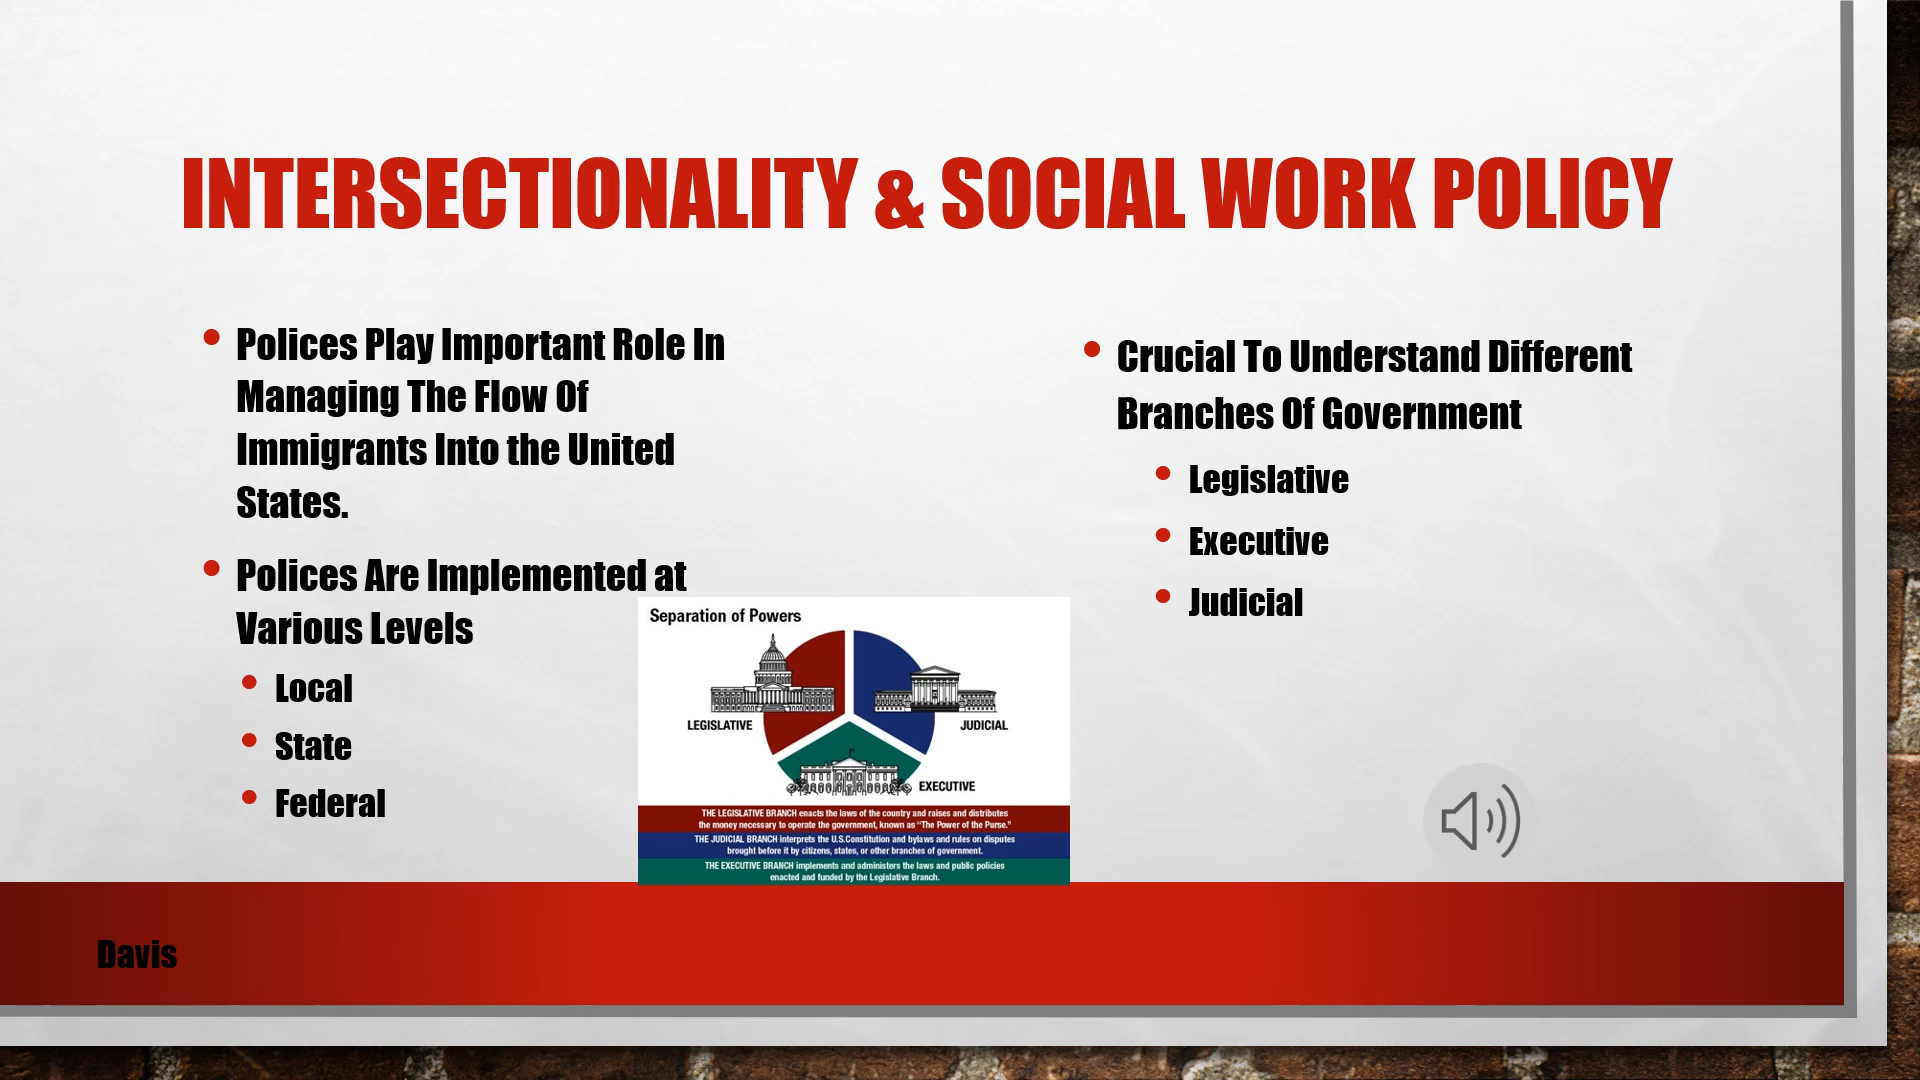 INTERSECTIONALITY & SOCIAL WORK POLICY
Polices Play Important Role In
Managing The Flow Of
Immigrants Into the United
States.
Polices Are Implemented at
Various Levels
Local
State
Federal
Crucial To Understand Different
Branches Of Government
Legislative
Executive
Judicial
Separation of Powers
LEGISLATIVE
JUDICIAL
EXECUTIVE
THE LEGISLATIVE BRANCH enacts the laws of the country and raises and distributes
the money necessary to operate the government, known as “The Power of the Purse.”
THE JUDICIAL BRANCH interprets the U.S.Constitution and bylaws and rules on disputes
brought before it by citizens, states, or other branches of government.
THE EXECUTIVE BRANCH implements and administers the laws and public policies
enacted and funded by the Legislative Branch.
Davis